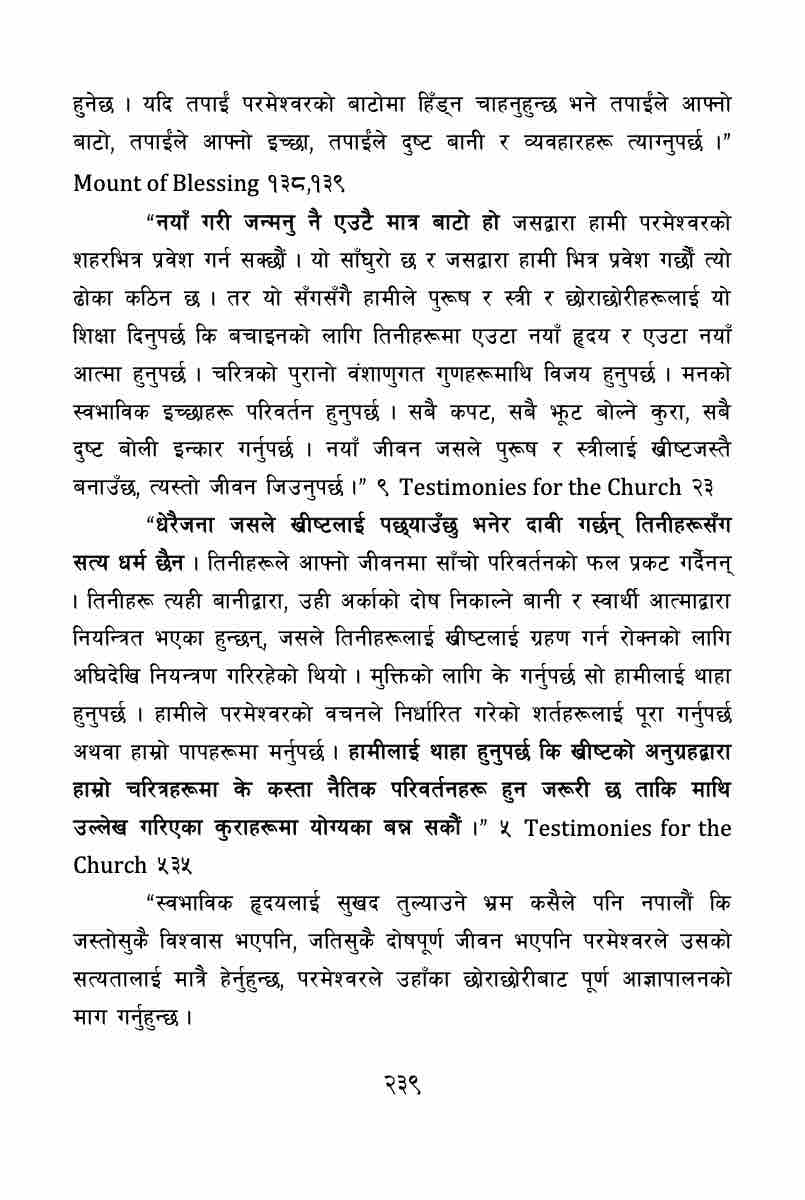 हुनेछ । यदि तपाईं परमेश्वरको बाटोमा हिँड्न चाहनुहुन्छ भने तपाईंले आफ्नो
बाटो, तपाईंले आफ्नो इच्छा, तपाईंले दुष्ट बानी र व्यवहारहरू त्याग्नुपर्छ ।”
Mount of Blessing १३८,१३९
“नयाँ गरी जन्मनु नै एउटै मात्र बाटो हो जसद्वारा हामी परमेश्वरको
शहरभित्र प्रवेश गर्न सक्छौं । यो साँघुरो छ र जसद्वारा हामी भित्र प्रवेश गर्छौं त्यो
ढोका कठिन छ । तर यो सँगसँगै हामीले पुरूष र स्त्री र छोराछोरीहरूलाई यो
शिक्षा दिनुपर्छ कि बचाइनको लागि तिनीहरूमा एउटा नयाँ हृदय र एउटा नयाँ
आत्मा हुनुपर्छ । चरित्रको पुरानो वंशाणुगत गुणहरूमाथि विजय हुनुपर्छ । मनको
स्वभाविक इच्छाहरू परिवर्तन हुनुपर्छ । सबै कपट, सबै झूट बोल्ने कुरा, सबै
दुष्ट बोली इन्कार गर्नुपर्छ । नयाँ जीवन जसले पुरूष र स्त्रीलाई ख्रीष्टजस्तै
बनाउँछ, त्यस्तो जीवन जिउनुपर्छ ।” ९ Testimonies for the Church २३
“धेरैजना जसले ख्रीष्टलाई पछ्याउँछु भनेर दावी गर्छन् तिनीहरूसँग
सत्य धर्म छैन । तिनीहरूले आफ्नो जीवनमा साँचो परिवर्तनको फल प्रकट गर्दैनन्
। तिनीहरू त्यही बानीद्वारा, उही अर्काको दोष निकाल्ने बानी र स्वार्थी आत्माद्वारा
नियन्त्रित भएका हुन्छन्, जसले तिनीहरूलाई ख्रीष्टलाई ग्रहण गर्न रोक्नको लागि
अघिदेखि नियन्त्रण गरिरहेको थियो । मुक्तिको लागि के गर्नुपर्छ सो हामीलाई थाहा
हुनुपर्छ । हामीले परमेश्वरको वचनले निर्धारित गरेको शर्तहरूलाई पूरा गर्नुपर्छ
अथवा हाम्रो पापहरूमा मर्नुपर्छ । हामीलाई थाहा हुनुपर्छ कि ख्रीष्टको अनुग्रहद्वारा
हाम्रो चरित्रहरूमा के कस्ता नैतिक परिवर्तनहरू हुन जरूरी छ ताकि माथि
उल्लेख गरिएका कुराहरूमा योग्यका बन्न सकौं ।” ५ Testimonies for the
Church ५३५
“स्वभाविक हृदयलाई सुखद तुल्याउने भ्रम कसैले पनि नपालौं कि
जस्तोसुकै विश्वास भएपनि, जतिसुकै दोषपूर्ण जीवन भएपनि परमेश्वरले उसको
सत्यतालाई मात्रै हेर्नुहुन्छ, परमेश्वरले उहाँका छोराछोरीबाट पूर्ण आज्ञापालनको
माग गर्नुहुन्छ ।
२३९